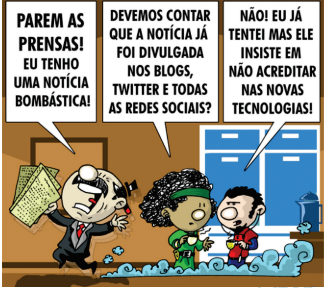 PAREM AS
PRENSAS!
EU TENHO
UMA NOTÍCIA
BOMBÁSTICA!
DEVEMOS CONTAR
QUE A NOTÍCIA JÁ
FOI DIVULGADA
NOS BLOGS,
TWITTER E TODAS
AS REDES SOCIAIS?
NÃO! EU JÁ
TENTEI MAS ELE
INSISTE EM
NÃO ACREDITAR
NAS NOVAS
TECNOLOGIAS!